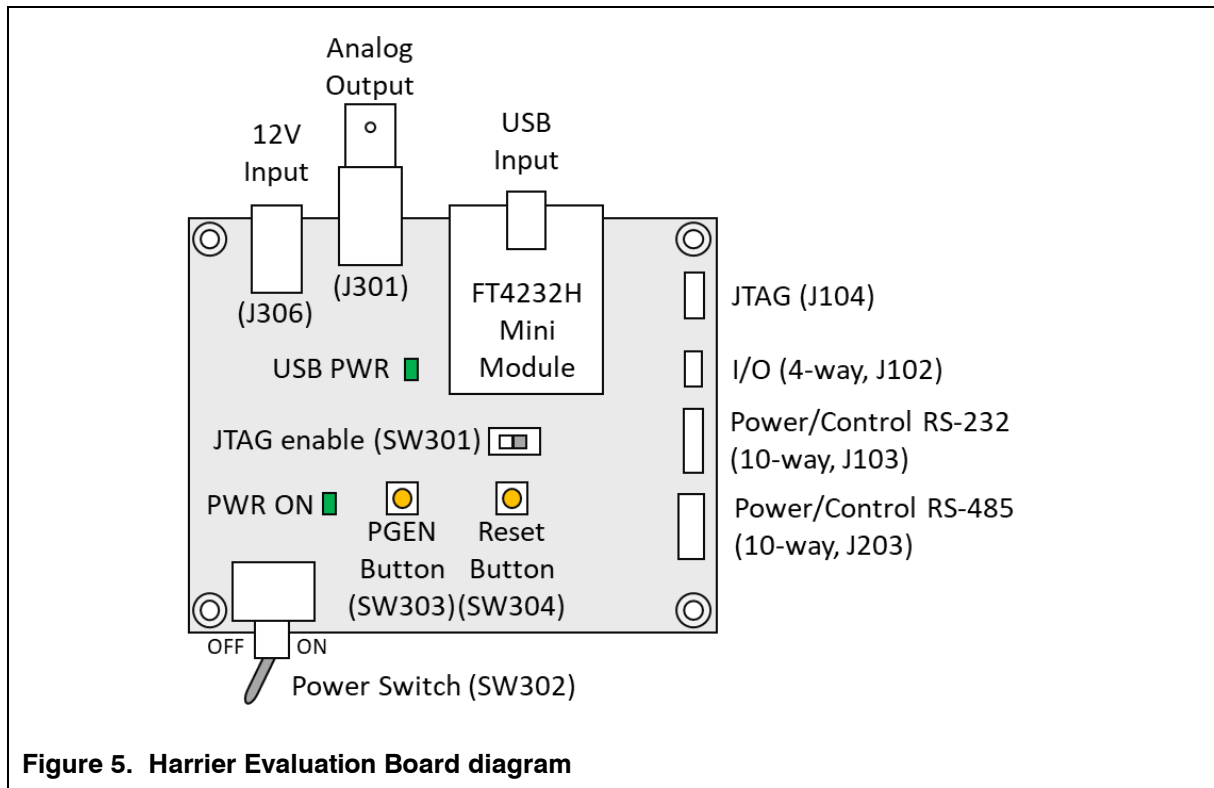 Analog
Output
12V
Input
USB
Input
(J306)
(J301)
FT4232H
Mini
Module
JTAG (J104)
USB PWR
I/O (4-way, J102)
JTAG enable (SW301)
Power/Control RS-232
(10-way, J103)
PWR ON
PGEN
Button
(SW303)
Reset
Button
(SW304)
Power/Control RS-485
(10-way, J203)
OFF
ON
Power Switch (SW302)
Figure 5. Harrier Evaluation Board diagram